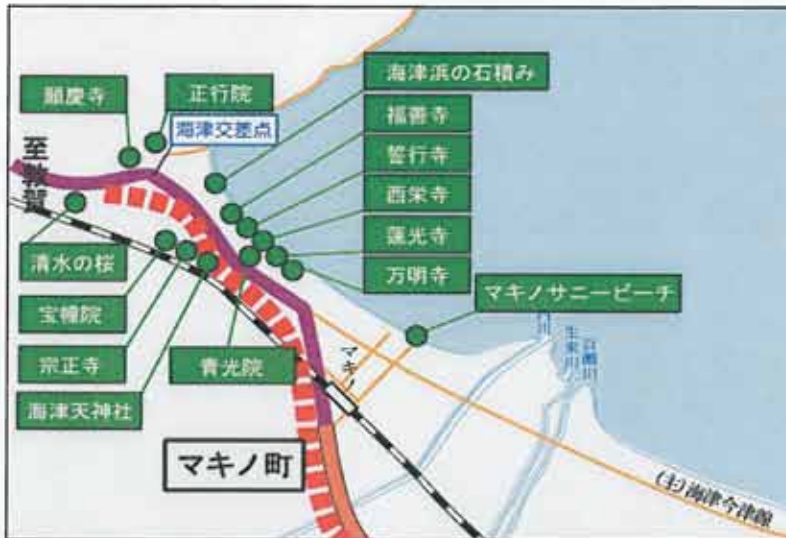 海津浜の石積み
正行院
願慶寺
福善寺
海津交差点
誓行寺
至敦賀
西栄寺
蓮光寺
清水の桜
万明寺
マキノサニービーチ
宝幢院
宗正寺
青光院
マキノ
生来川
百瀬川
海津天神社
マキノ町
(主)海津今津線